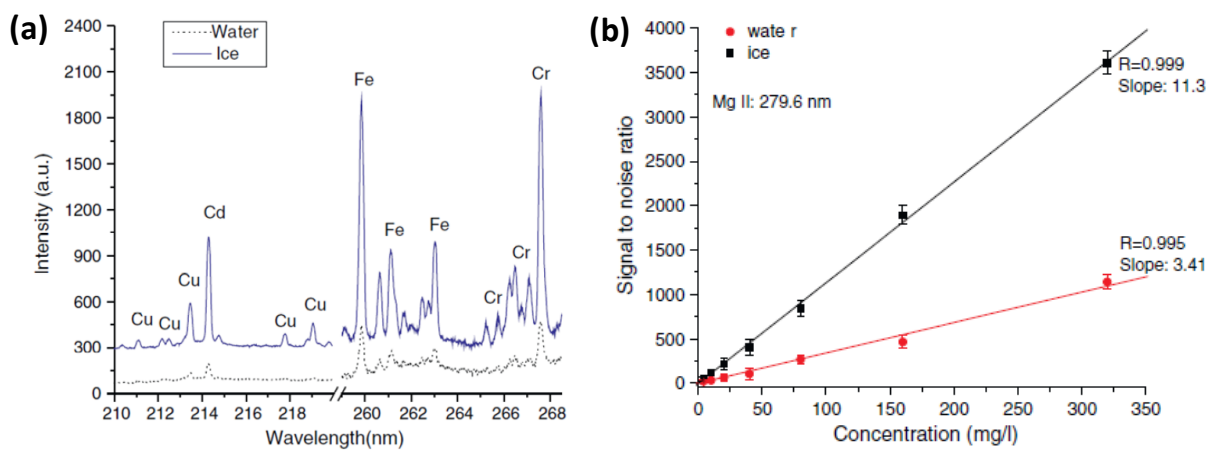 (a)
2400
2100
1800
1500
1200
900
600
300
0
Intensity (a.u.)
Water
Ice
Cu
Cu
Cu
Cd
Cu
Cu
Fe
Fe
Fe
Cr
Cr
Cr
210 212 214 216 218 260 262 264 266 268
Wavelength(nm)
(b)
4000
3500
3000
2500
2000
1500
1000
500
0
Signal to noise ratio
wate r
ice
Mg II: 279.6 nm
R=0.999
Slope: 11.3
R=0.995
Slope: 3.41
0 50 100 150 200 250 300 350
Concentration (mg/l)